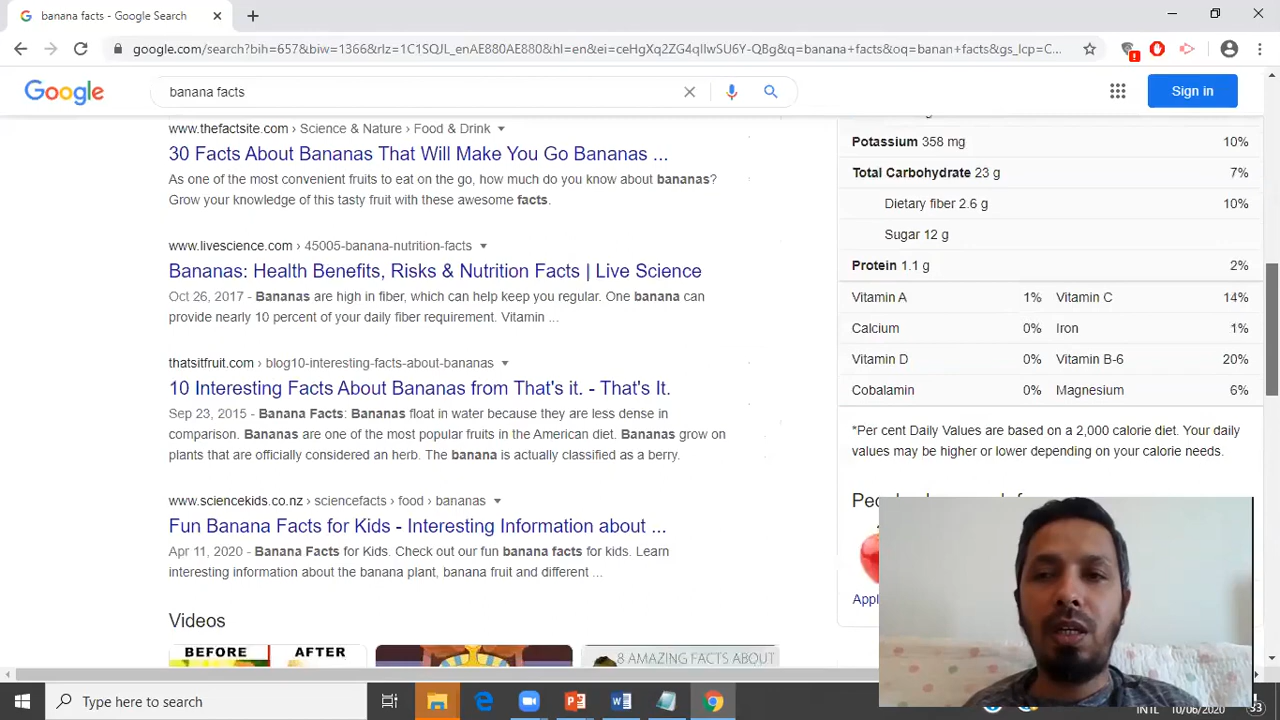 banana facts - Google Search
google.com/search?bih=657&biw=1366&rlz=1C1SQJL_enAE880AE880&hl=en&ei=ceHgXq2ZG4qIlwSU6Y-QBg&q=banana+facts&oq=banan+facts&gs_lcp=C...
Google
banana facts
Sign in
www.thefactsite.com › Science & Nature › Food & Drink
30 Facts About Bananas That Will Make You Go Bananas ...
As one of the most convenient fruits to eat on the go, how much do you know about bananas?
Grow your knowledge of this tasty fruit with these awesome facts.
www.livescience.com › 45005-banana-nutrition-facts
Bananas: Health Benefits, Risks & Nutrition Facts | Live Science
Oct 26, 2017 - Bananas are high in fiber, which can help keep you regular. One banana can
provide nearly 10 percent of your daily fiber requirement. Vitamin ...
thatsitfruit.com › blog10-interesting-facts-about-bananas
10 Interesting Facts About Bananas from That's it. - That's It.
Sep 23, 2015 - Banana Facts: Bananas float in water because they are less dense in
comparison. Bananas are one of the most popular fruits in the American diet. Bananas grow on
plants that are officially considered an herb. The banana is actually classified as a berry.
www.sciencekids.co.nz › sciencefacts › food › bananas
Fun Banana Facts for Kids - Interesting Information about ...
Apr 11, 2020 - Banana Facts for Kids. Check out our fun banana facts for kids. Learn
interesting information about the banana plant, banana fruit and different ...
Videos
BEFORE AFTER
8 AMAZING FACTS ABOUT
Potassium 358 mg 10%
Total Carbohydrate 23 g 7%
Dietary fiber 2.6 g 10%
Sugar 12 g
Protein 1.1 g 2%
Vitamin A 1% Vitamin C 14%
Calcium 0% Iron 1%
Vitamin D 0% Vitamin B-6 20%
Cobalamin 0% Magnesium 6%
*Per cent Daily Values are based on a 2,000 calorie diet. Your daily
values may be higher or lower depending on your calorie needs.
Type here to search
INTL 10/06/2020 33